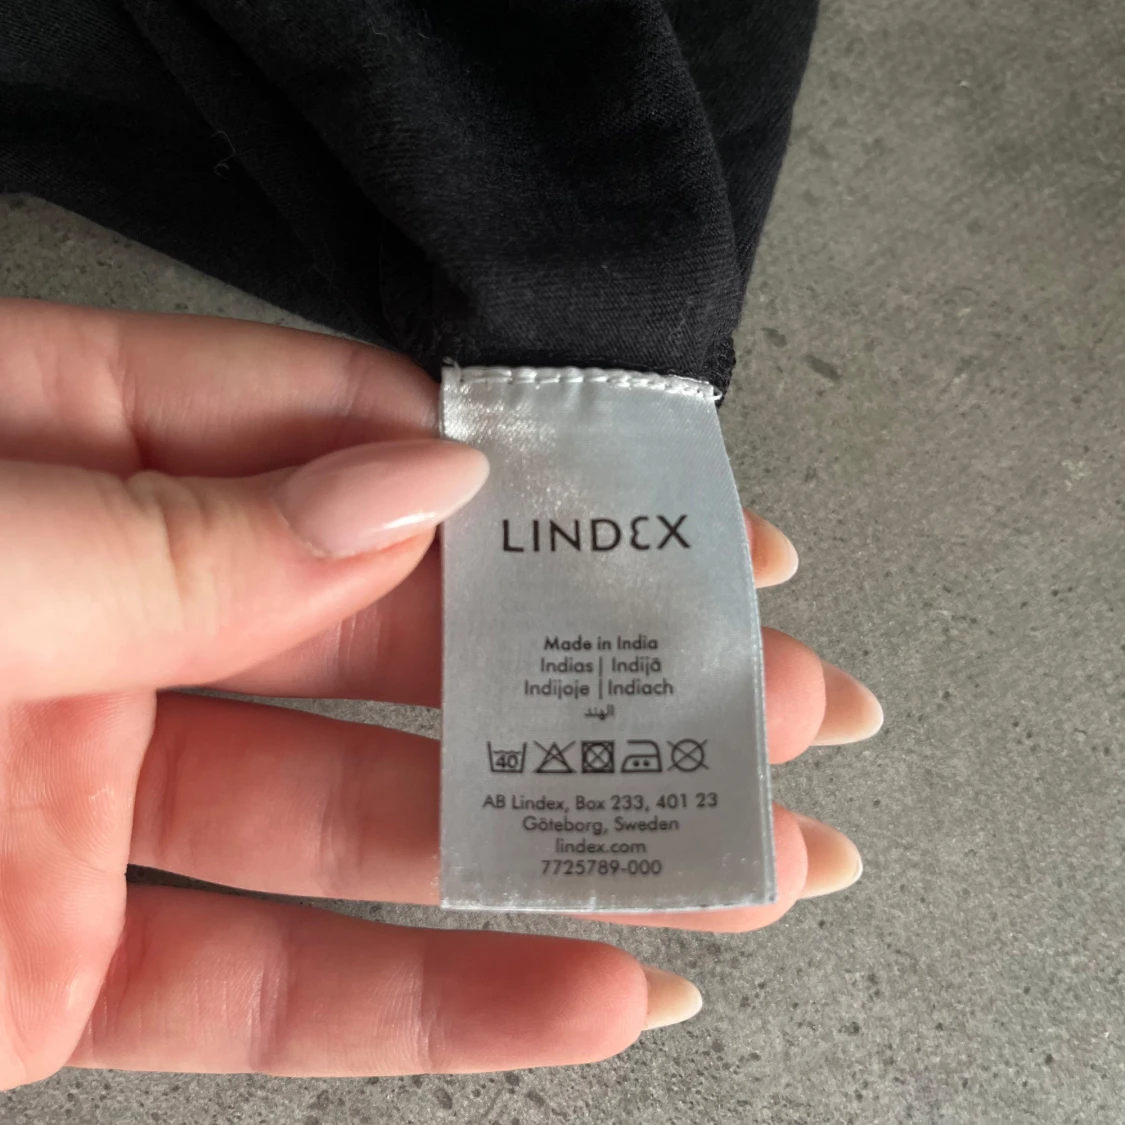 LINDEX
Made in India
Indias | Indijā
Indijoje | Indiach
الهند
40
AB Lindex, Box 233, 401 23
Göteborg, Sweden
lindex.com
7725789-000